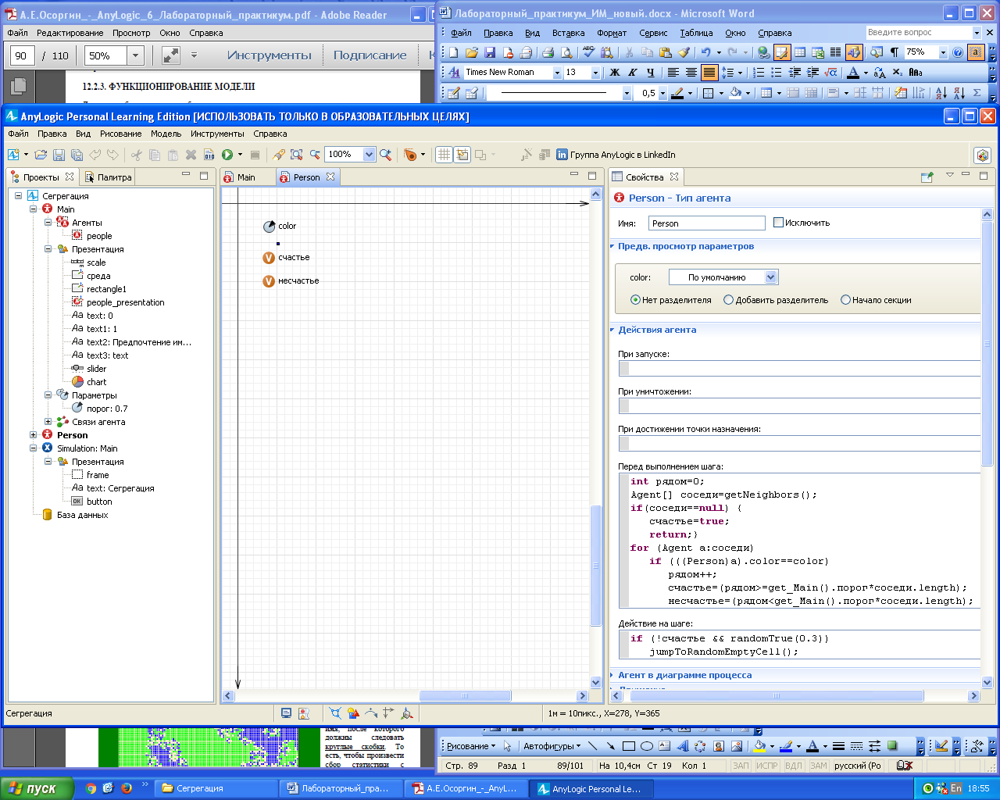 А.Е.Осоргин_-_AnyLogic_6_Лабораторный_практикум.pdf - Adobe Reader
Файл Редактирование Просмотр Окно Справка
90 / 110 50% Инструменты Подписание
12.2.3. ФУНКЦИОНИРОВАНИЕ МОДЕЛИ
Лабораторный_практикум_ИМ_новый.docx - Microsoft Word
Файл Правка Вид Вставка Формат Сервис Таблица Окно Справка Введите вопрос
75%
Times New Roman 13 Ж К Ч
0,5
AnyLogic Personal Learning Edition [ИСПОЛЬЗОВАТЬ ТОЛЬКО В ОБРАЗОВАТЕЛЬНЫХ ЦЕЛЯХ]
Файл Правка Вид Рисование Модель Инструменты Справка
100% Группа AnyLogic в LinkedIn
Проекты Палитра
Сегрегация
Main
Агенты
people
Презентация
scale
среда
rectangle1
people_presentation
text: 0
text1: 1
text2: Предпочтение им...
text3: text
slider
chart
Параметры
порог: 0.7
Связи агента
Person
Simulation: Main
Презентация
frame
text: Сегрегация
button
База данных
Main Person
color
счастье
несчастье
Свойства
Person - Тип агента
Имя: Person Исключить
Предв. просмотр параметров
color: По умолчанию
Нет разделителя Добавить разделитель Начало секции
Действия агента
При запуске:
При уничтожении:
При достижении точки назначения:
Перед выполнением шага:
int рядом=0;
Agent[] соседи=getNeighbors();
if(соседи==null) {
счастье=true;
return;}
for (Agent a:соседи)
if (((Person)a).color==color)
рядом++;
счастье=(рядом>=get_Main().порог*соседи.length);
несчастье=(рядом<get_Main().порог*соседи.length);
Действие на шаге:
if (!счастье && randomTrue(0.3))
jumpToRandomEmptyCell();
Агент в диаграмме процесса
Сегрегация 1м = 10пикс., X=278, Y=365
имя, после которого
должны следовать
круглые скобки. То
есть, чтобы произвести
сбор статистики с
Рисование Автофигуры
Стр. 89 Разд 1 89/101 На 10,4см Ст 19 Кол 1 ЗАП ИСПР ВДЛ ЗАМ русский (Ро
пуск Сегрегация Лабораторный_пра... А.Е.Осоргин_-_AnyL... AnyLogic Personal Le... En 18:55